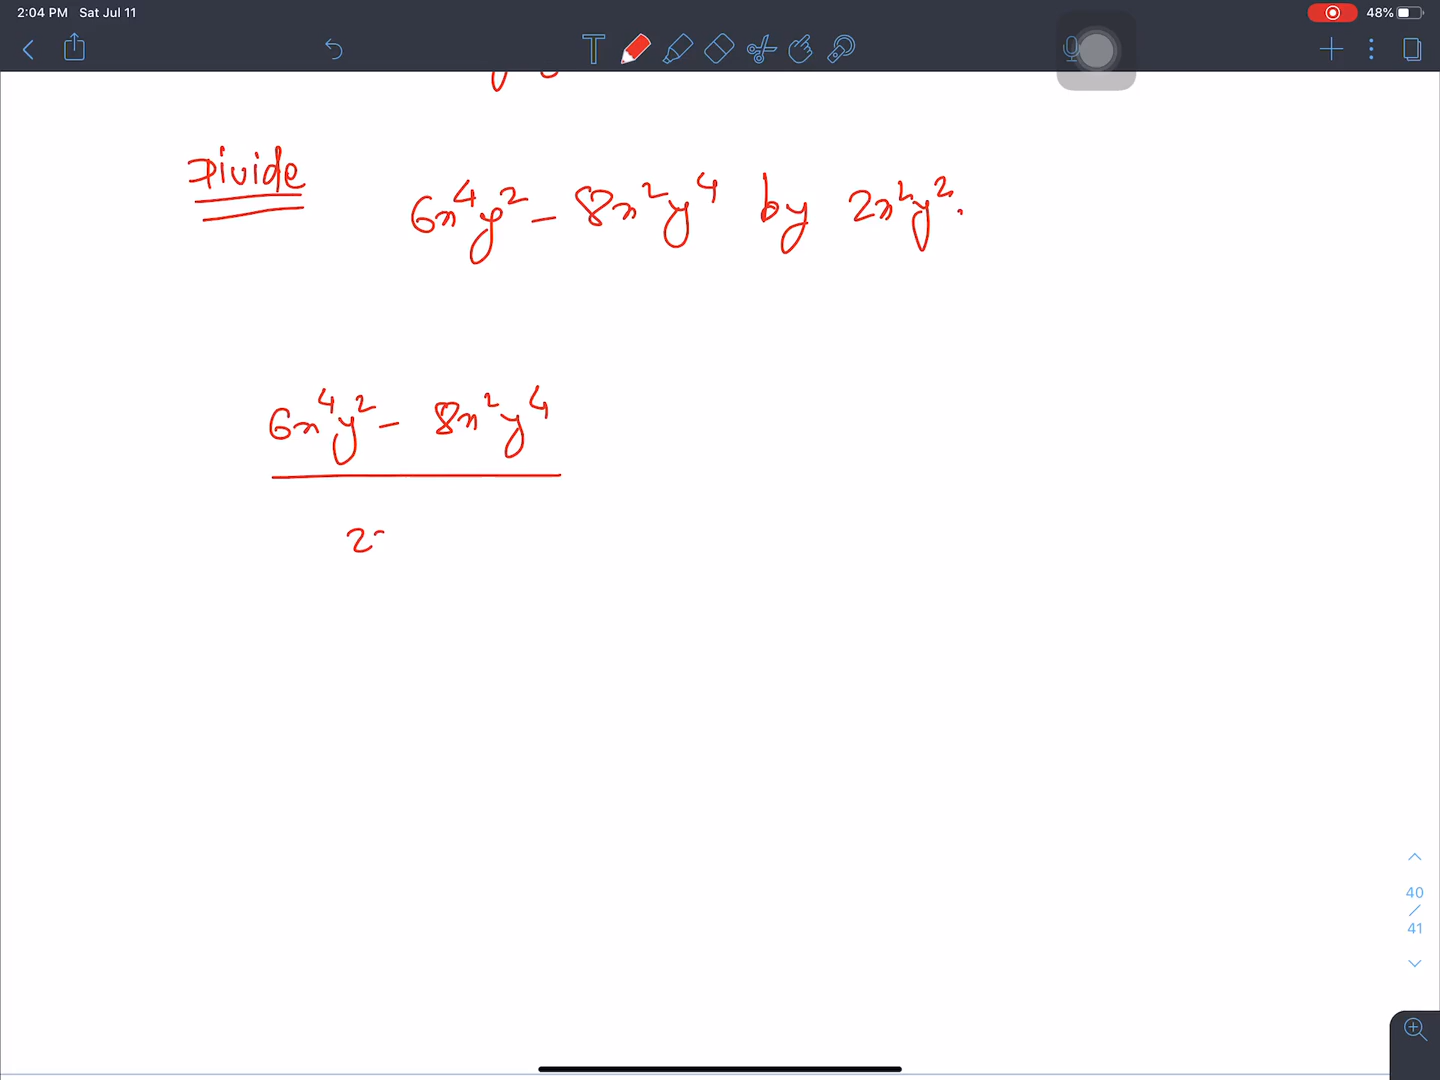 2:04 PM Sat Jul 11
48%
Divide 6x⁴y² - 8x²y⁴ by 2x²y².
6x⁴y² - 8x²y⁴
2
40
/
41